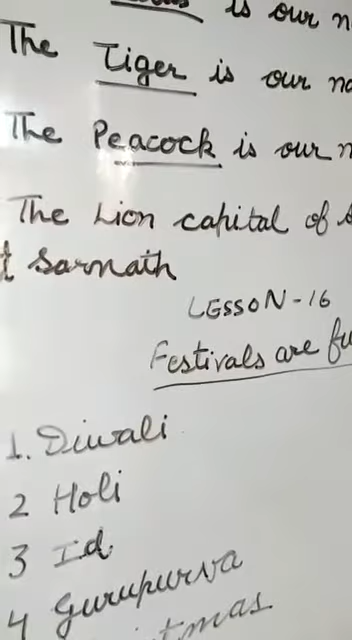 is our
The Tiger is our
The Peacock is our
The Lion capital of
Sarnath
LESSON-16
Festivals are
1. Diwali
2 Holi
3 Id
4 Gurupurva